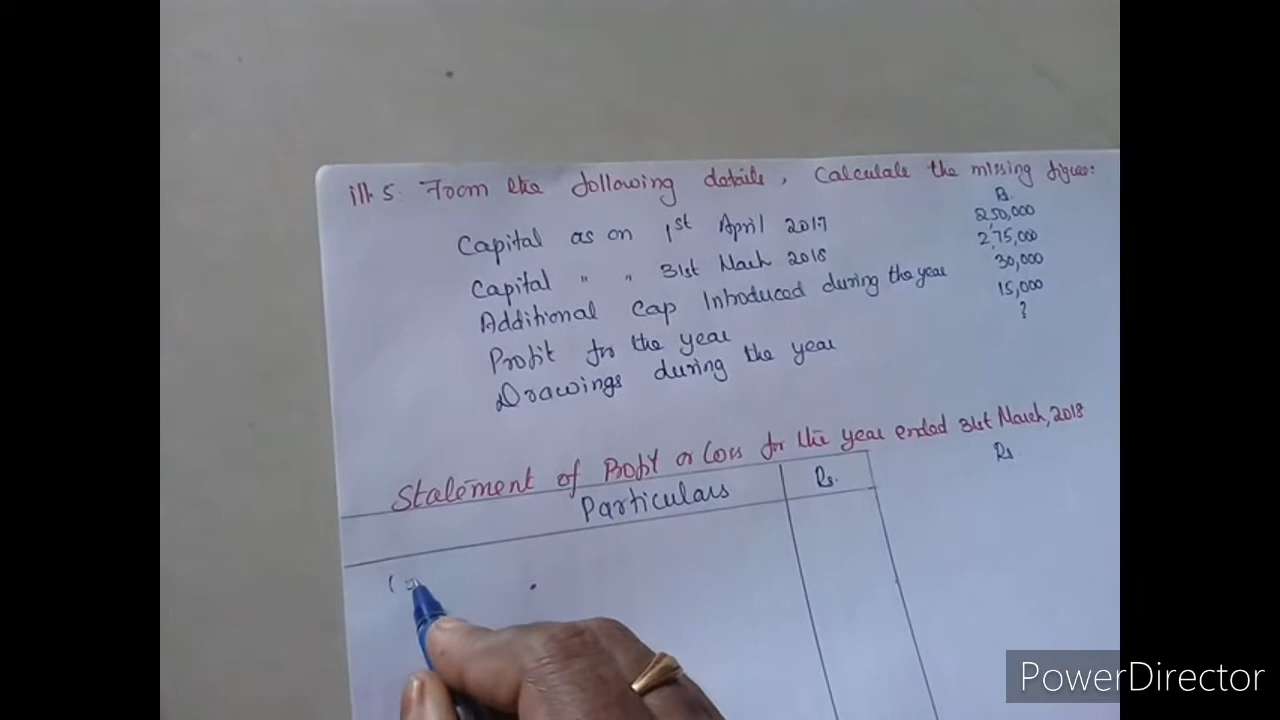 ill. 5. From the following details, Calculate the missing figure:
Rs.
Capital as on 1st April 2017 2,50,000
Capital " " 31st March 2018 2,75,000
Additional Cap Introduced during the year 30,000
Profit for the year 15,000
Drawings during the year ?
Statement of Profit or Loss for the year ended 31st March, 2018
Particulars Rs. Rs
PowerDirector